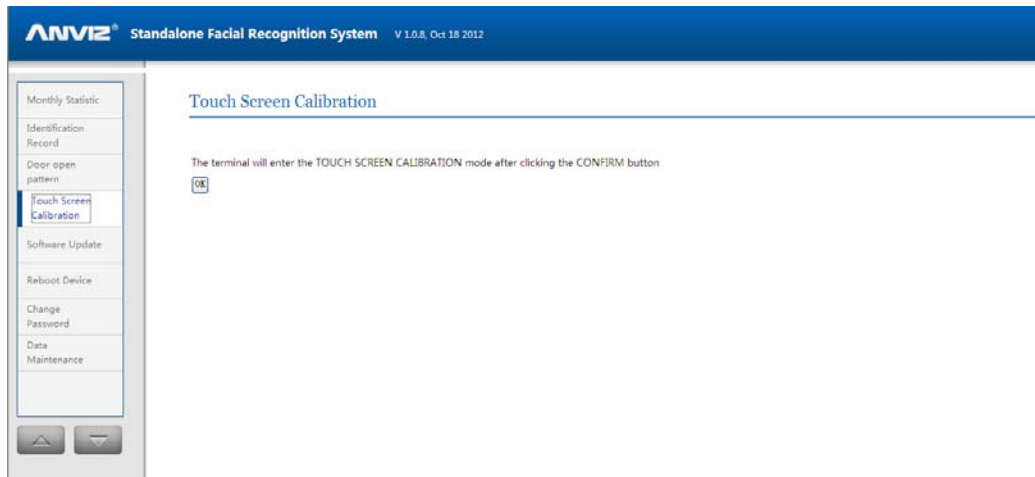 ANVIZ® Standalone Facial Recognition System V 1.0.8, Oct 18 2012
Monthly Statistic
Identification
Record
Door open
pattern
Touch Screen
Calibration
Software Update
Reboot Device
Change
Password
Data
Maintenance
Touch Screen Calibration
The terminal will enter the TOUCH SCREEN CALIBRATION mode after clicking the CONFIRM button
OK